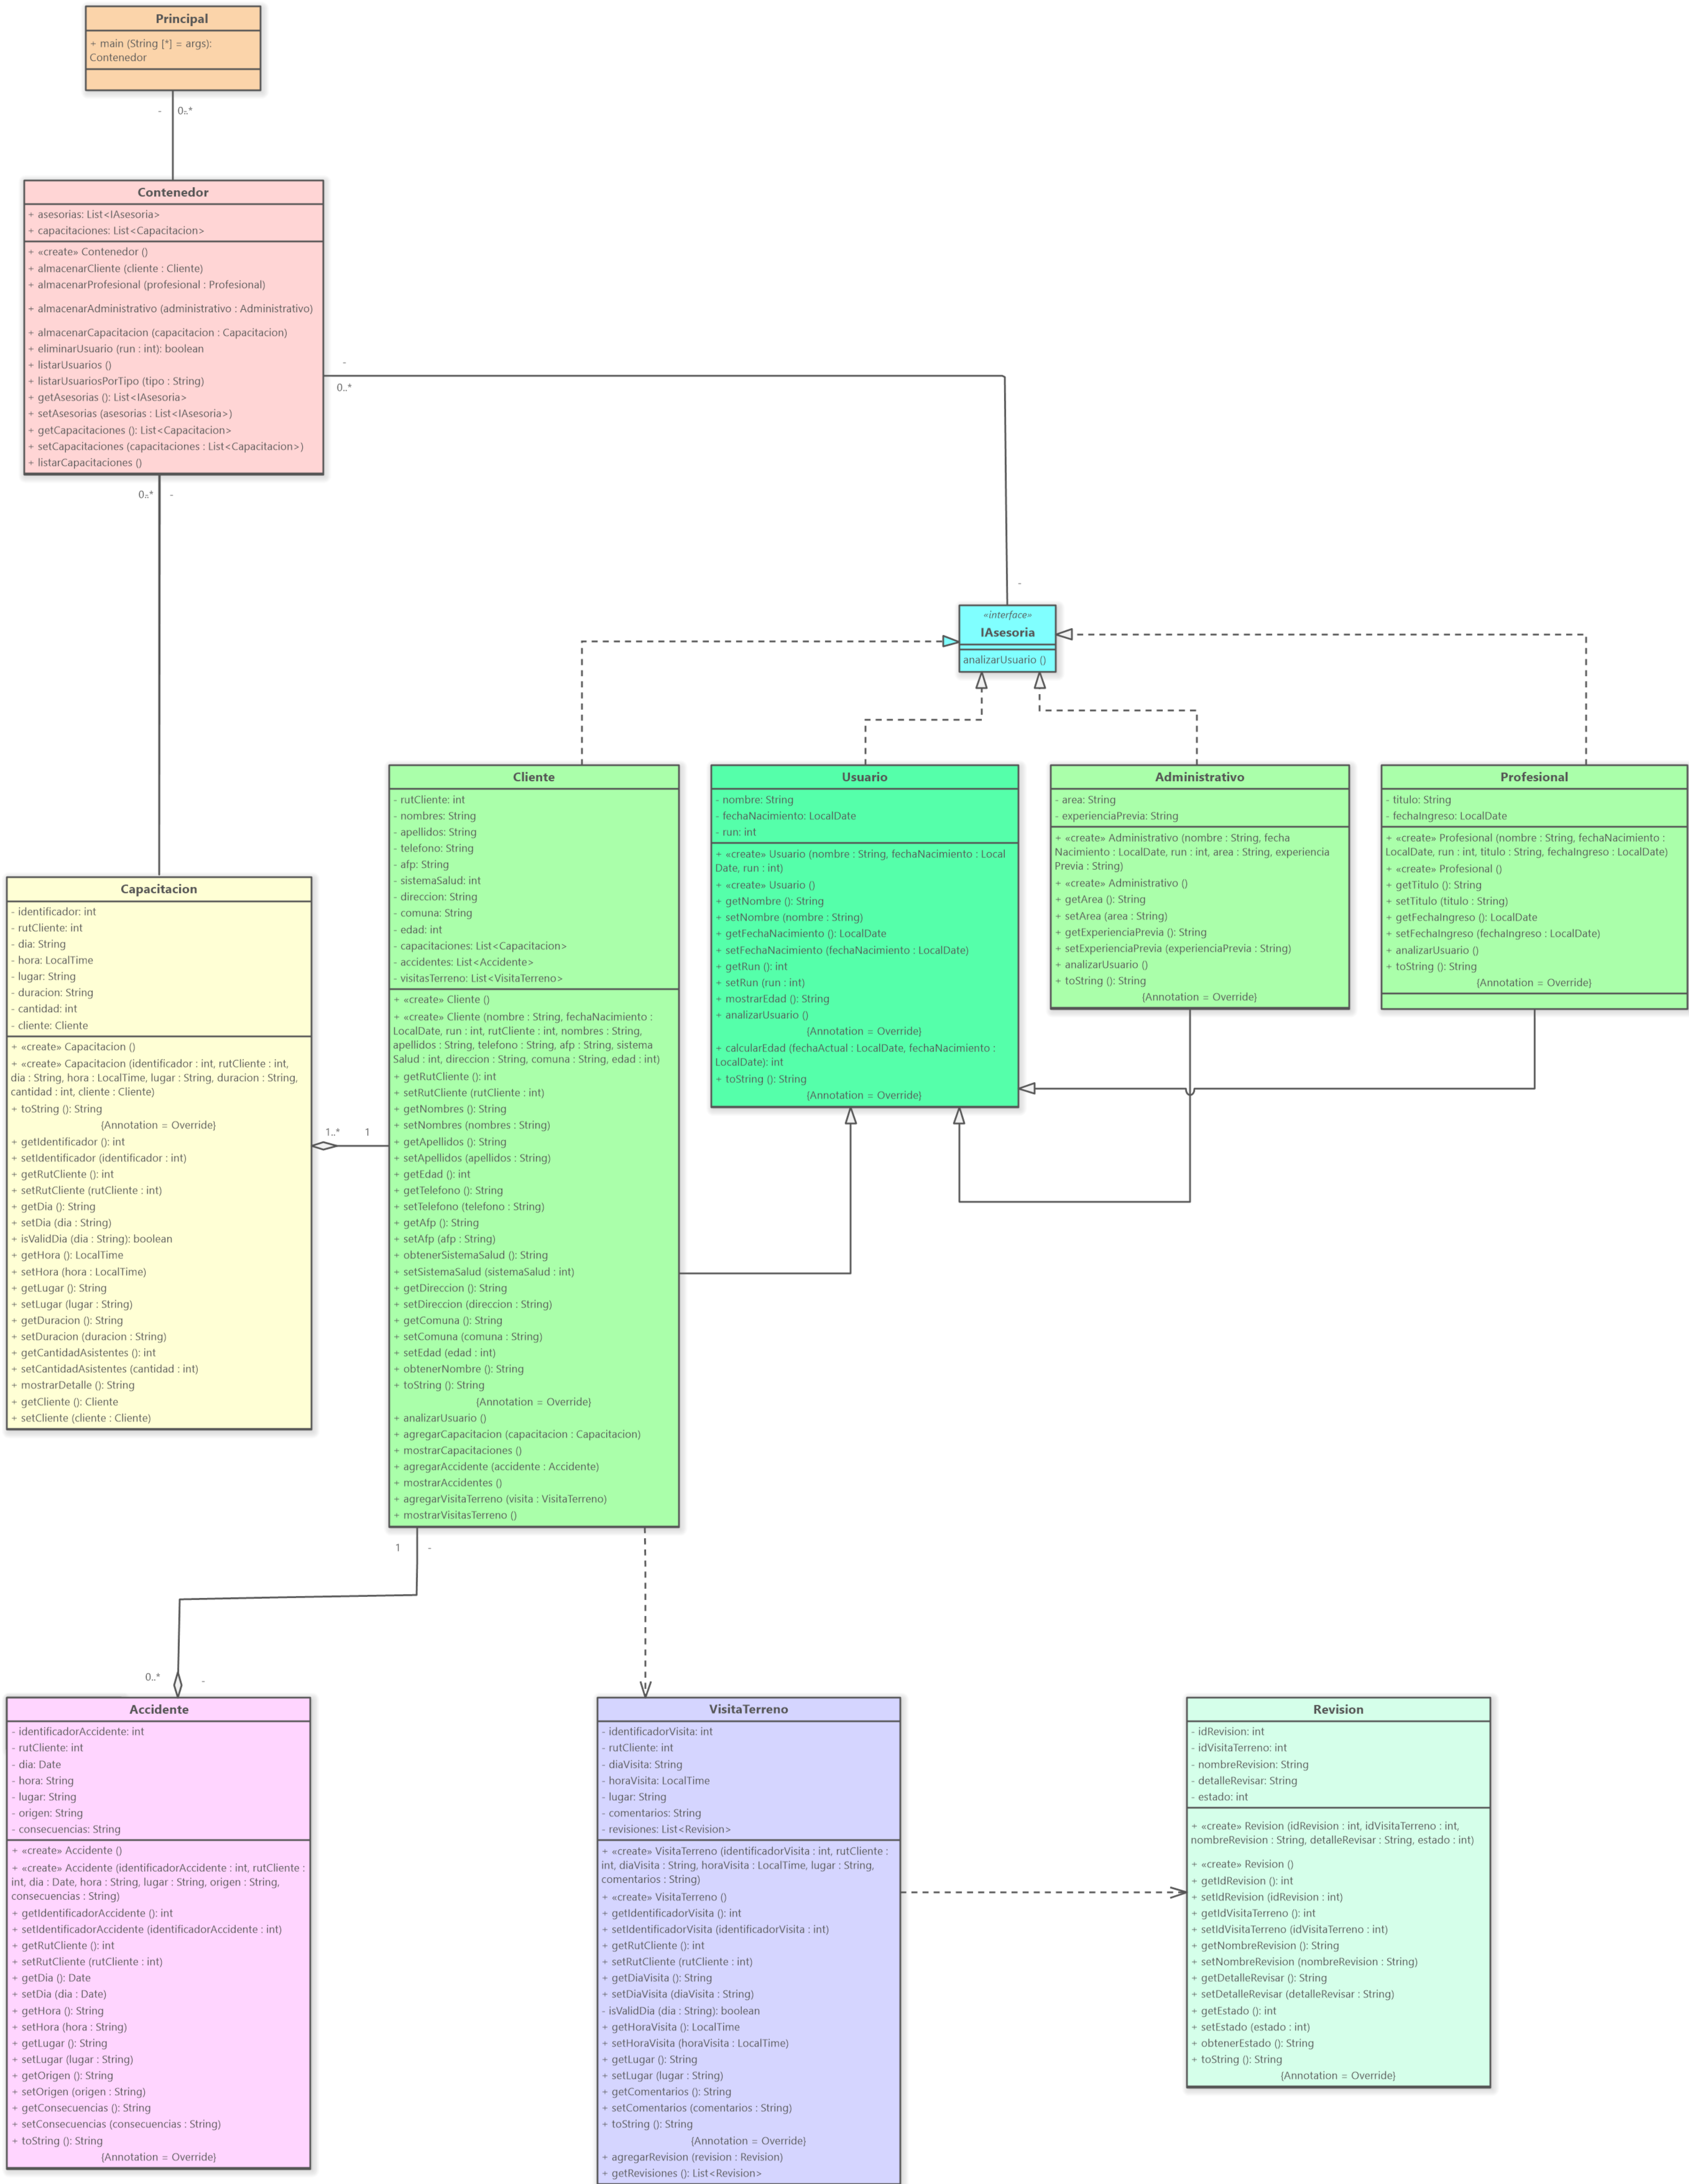 Principal
+ main (String [*] = args):
Contenedor
- 0..*
Contenedor
+ asesorias: List<IAsesoria>
+ capacitaciones: List<Capacitacion>
+ «create» Contenedor ()
+ almacenarCliente (cliente : Cliente)
+ almacenarProfesional (profesional : Profesional)
+ almacenarAdministrativo (administrativo : Administrativo)
+ almacenarCapacitacion (capacitacion : Capacitacion)
+ eliminarUsuario (run : int): boolean
+ listarUsuarios ()
+ listarUsuariosPorTipo (tipo : String)
+ getAsesorias (): List<IAsesoria>
+ setAsesorias (asesorias : List<IAsesoria>)
+ getCapacitaciones (): List<Capacitacion>
+ setCapacitaciones (capacitaciones : List<Capacitacion>)
+ listarCapacitaciones ()
-
0..*
0..* -
-
«interface»
IAsesoria
analizarUsuario ()
Cliente
- rutCliente: int
- nombres: String
- apellidos: String
- telefono: String
- afp: String
- sistemaSalud: int
- direccion: String
- comuna: String
- edad: int
- capacitaciones: List<Capacitacion>
- accidentes: List<Accidente>
- visitasTerreno: List<VisitaTerreno>
+ «create» Cliente ()
+ «create» Cliente (nombre : String, fechaNacimiento :
LocalDate, run : int, rutCliente : int, nombres : String,
apellidos : String, telefono : String, afp : String, sistema
Salud : int, direccion : String, comuna : String, edad : int)
+ getRutCliente (): int
+ setRutCliente (rutCliente : int)
+ getNombres (): String
+ setNombres (nombres : String)
+ getApellidos (): String
+ setApellidos (apellidos : String)
+ getEdad (): int
+ getTelefono (): String
+ setTelefono (telefono : String)
+ getAfp (): String
+ setAfp (afp : String)
+ obtenerSistemaSalud (): String
+ setSistemaSalud (sistemaSalud : int)
+ getDireccion (): String
+ setDireccion (direccion : String)
+ getComuna (): String
+ setComuna (comuna : String)
+ setEdad (edad : int)
+ obtenerNombre (): String
+ toString (): String
{Annotation = Override}
+ analizarUsuario ()
+ agregarCapacitacion (capacitacion : Capacitacion)
+ mostrarCapacitaciones ()
+ agregarAccidente (accidente : Accidente)
+ mostrarAccidentes ()
+ agregarVisitaTerreno (visita : VisitaTerreno)
+ mostrarVisitasTerreno ()
Usuario
- nombre: String
- fechaNacimiento: LocalDate
- run: int
+ «create» Usuario (nombre : String, fechaNacimiento : Local
Date, run : int)
+ «create» Usuario ()
+ getNombre (): String
+ setNombre (nombre : String)
+ getFechaNacimiento (): LocalDate
+ setFechaNacimiento (fechaNacimiento : LocalDate)
+ getRun (): int
+ setRun (run : int)
+ mostrarEdad (): String
+ analizarUsuario ()
{Annotation = Override}
+ calcularEdad (fechaActual : LocalDate, fechaNacimiento :
LocalDate): int
+ toString (): String
{Annotation = Override}
Administrativo
- area: String
- experienciaPrevia: String
+ «create» Administrativo (nombre : String, fecha
Nacimiento : LocalDate, run : int, area : String, experiencia
Previa : String)
+ «create» Administrativo ()
+ getArea (): String
+ setArea (area : String)
+ getExperienciaPrevia (): String
+ setExperienciaPrevia (experienciaPrevia : String)
+ analizarUsuario ()
+ toString (): String
{Annotation = Override}
Profesional
- titulo: String
- fechaIngreso: LocalDate
+ «create» Profesional (nombre : String, fechaNacimiento :
LocalDate, run : int, titulo : String, fechaIngreso : LocalDate)
+ «create» Profesional ()
+ getTitulo (): String
+ setTitulo (titulo : String)
+ getFechaIngreso (): LocalDate
+ setFechaIngreso (fechaIngreso : LocalDate)
+ analizarUsuario ()
+ toString (): String
{Annotation = Override}
Capacitacion
- identificador: int
- rutCliente: int
- dia: String
- hora: LocalTime
- lugar: String
- duracion: String
- cantidad: int
- cliente: Cliente
+ «create» Capacitacion ()
+ «create» Capacitacion (identificador : int, rutCliente : int,
dia : String, hora : LocalTime, lugar : String, duracion : String,
cantidad : int, cliente : Cliente)
+ toString (): String
{Annotation = Override}
+ getIdentificador (): int
+ setIdentificador (identificador : int)
+ getRutCliente (): int
+ setRutCliente (rutCliente : int)
+ getDia (): String
+ setDia (dia : String)
+ isValidDia (dia : String): boolean
+ getHora (): LocalTime
+ setHora (hora : LocalTime)
+ getLugar (): String
+ setLugar (lugar : String)
+ getDuracion (): String
+ setDuracion (duracion : String)
+ getCantidadAsistentes (): int
+ setCantidadAsistentes (cantidad : int)
+ mostrarDetalle (): String
+ getCliente (): Cliente
+ setCliente (cliente : Cliente)
1..* 1
1 -
0..* -
Accidente
- identificadorAccidente: int
- rutCliente: int
- dia: Date
- hora: String
- lugar: String
- origen: String
- consecuencias: String
+ «create» Accidente ()
+ «create» Accidente (identificadorAccidente : int, rutCliente :
int, dia : Date, hora : String, lugar : String, origen : String,
consecuencias : String)
+ getIdentificadorAccidente (): int
+ setIdentificadorAccidente (identificadorAccidente : int)
+ getRutCliente (): int
+ setRutCliente (rutCliente : int)
+ getDia (): Date
+ setDia (dia : Date)
+ getHora (): String
+ setHora (hora : String)
+ getLugar (): String
+ setLugar (lugar : String)
+ getOrigen (): String
+ setOrigen (origen : String)
+ getConsecuencias (): String
+ setConsecuencias (consecuencias : String)
+ toString (): String
{Annotation = Override}
VisitaTerreno
- identificadorVisita: int
- rutCliente: int
- diaVisita: String
- horaVisita: LocalTime
- lugar: String
- comentarios: String
- revisiones: List<Revision>
+ «create» VisitaTerreno (identificadorVisita : int, rutCliente :
int, diaVisita : String, horaVisita : LocalTime, lugar : String,
comentarios : String)
+ «create» VisitaTerreno ()
+ getIdentificadorVisita (): int
+ setIdentificadorVisita (identificadorVisita : int)
+ getRutCliente (): int
+ setRutCliente (rutCliente : int)
+ getDiaVisita (): String
+ setDiaVisita (diaVisita : String)
- isValidDia (dia : String): boolean
+ getHoraVisita (): LocalTime
+ setHoraVisita (horaVisita : LocalTime)
+ getLugar (): String
+ setLugar (lugar : String)
+ getComentarios (): String
+ setComentarios (comentarios : String)
+ toString (): String
{Annotation = Override}
+ agregarRevision (revision : Revision)
+ getRevisiones (): List<Revision>
Revision
- idRevision: int
- idVisitaTerreno: int
- nombreRevision: String
- detalleRevisar: String
- estado: int
+ «create» Revision (idRevision : int, idVisitaTerreno : int,
nombreRevision : String, detalleRevisar : String, estado : int)
+ «create» Revision ()
+ getIdRevision (): int
+ setIdRevision (idRevision : int)
+ getIdVisitaTerreno (): int
+ setIdVisitaTerreno (idVisitaTerreno : int)
+ getNombreRevision (): String
+ setNombreRevision (nombreRevision : String)
+ getDetalleRevisar (): String
+ setDetalleRevisar (detalleRevisar : String)
+ getEstado (): int
+ setEstado (estado : int)
+ obtenerEstado (): String
+ toString (): String
{Annotation = Override}